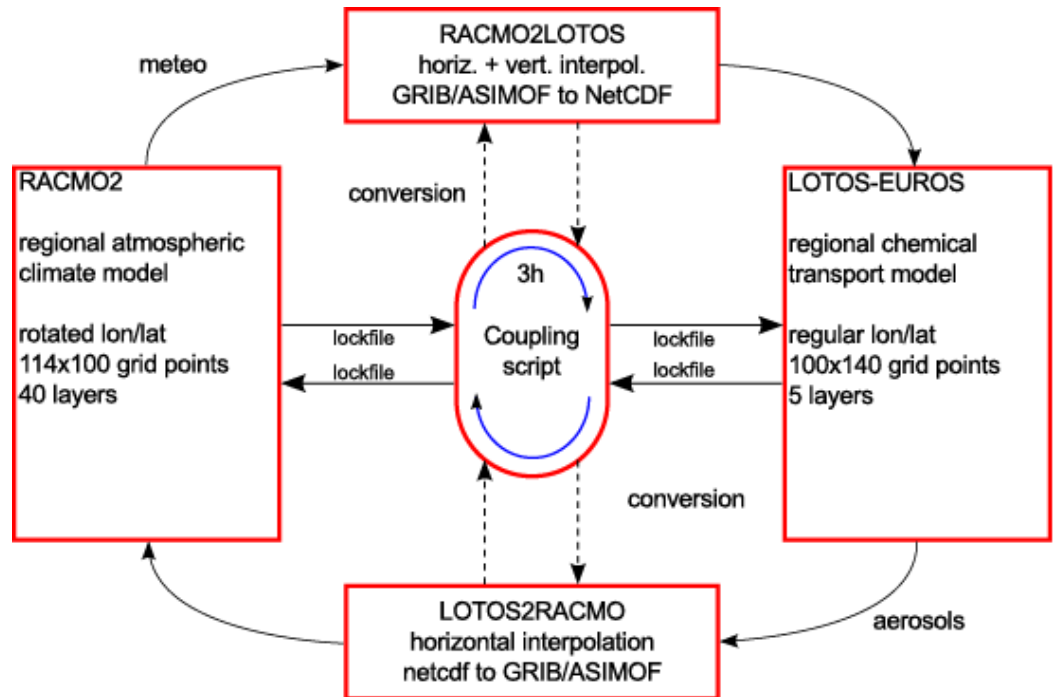 RACMO2LOTOS
horiz. + vert. interpol.
GRIB/ASIMOF to NetCDF
meteo
RACMO2
regional atmospheric
climate model
rotated lon/lat
114x100 grid points
40 layers
conversion
3h
Coupling
script
lockfile
lockfile
lockfile
lockfile
LOTOS-EUROS
regional chemical
transport model
regular lon/lat
100x140 grid points
5 layers
conversion
LOTOS2RACMO
horizontal interpolation
netcdf to GRIB/ASIMOF
aerosols